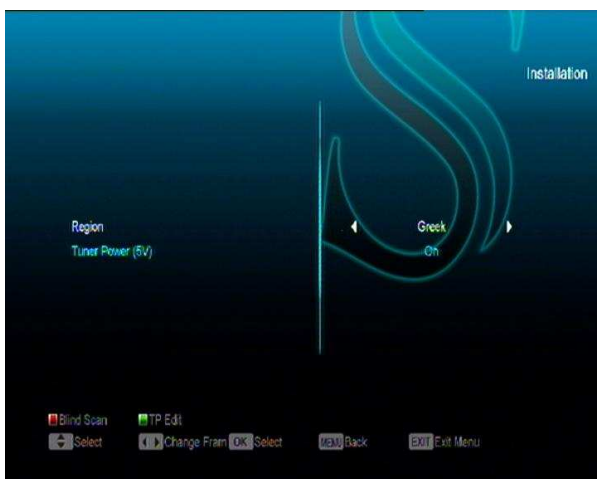 Installation
Region Greek
Tuner Power (5V) On
Blind Scan TP Edit
Select Change Fram OK Select MENU Back EXIT Exit Menu